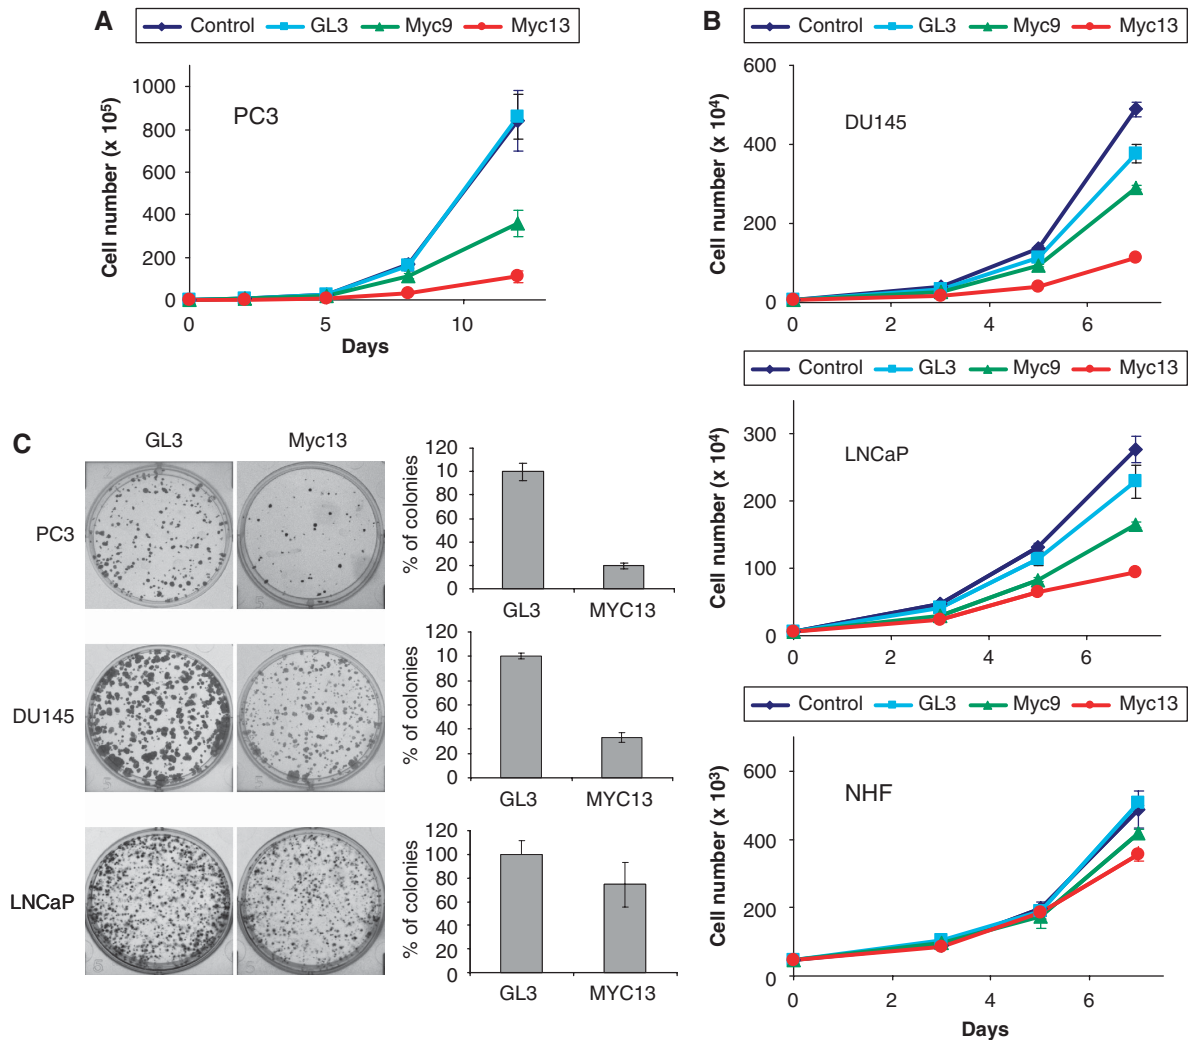 A
Control GL3 Myc9 Myc13
PC3
Cell number (x 10⁵)
1000
800
600
400
200
0
0 5 10
Days
B
Control GL3 Myc9 Myc13
DU145
Cell number (x 10⁴)
600
400
200
0
0 2 4 6
Control GL3 Myc9 Myc13
LNCaP
Cell number (x 10⁴)
300
200
100
0
0 2 4 6
Control GL3 Myc9 Myc13
NHF
Cell number (x 10³)
600
400
200
0
0 2 4 6
Days
C
GL3 Myc13
PC3
% of colonies
120
100
80
60
40
20
0
GL3 MYC13
DU145
% of colonies
120
100
80
60
40
20
0
GL3 MYC13
LNCaP
% of colonies
120
100
80
60
40
20
0
GL3 MYC13